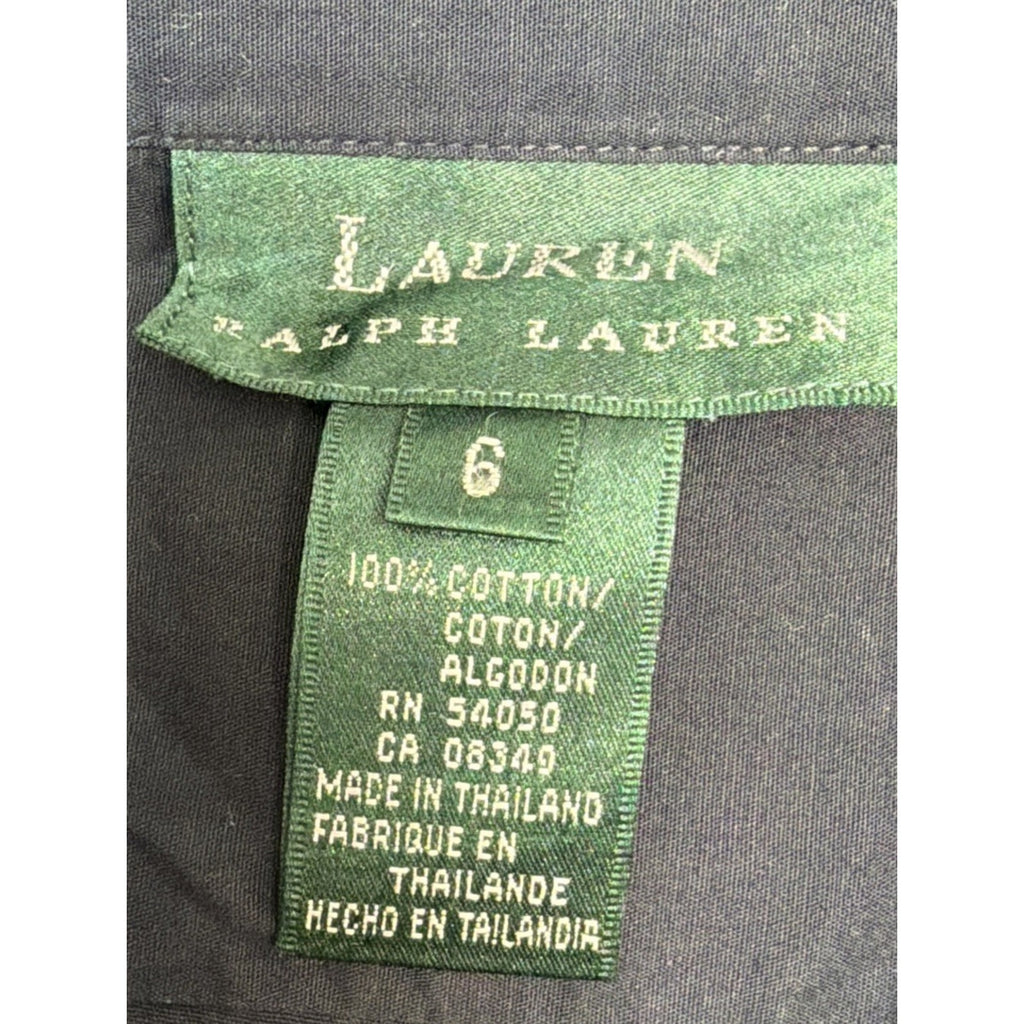 LAUREN
RALPH LAUREN
6
100% COTTON/
COTON/
ALGODON
RN 54050
CA 08349
MADE IN THAILAND
FABRIQUE EN
THAILANDE
HECHO EN TAILANDIA